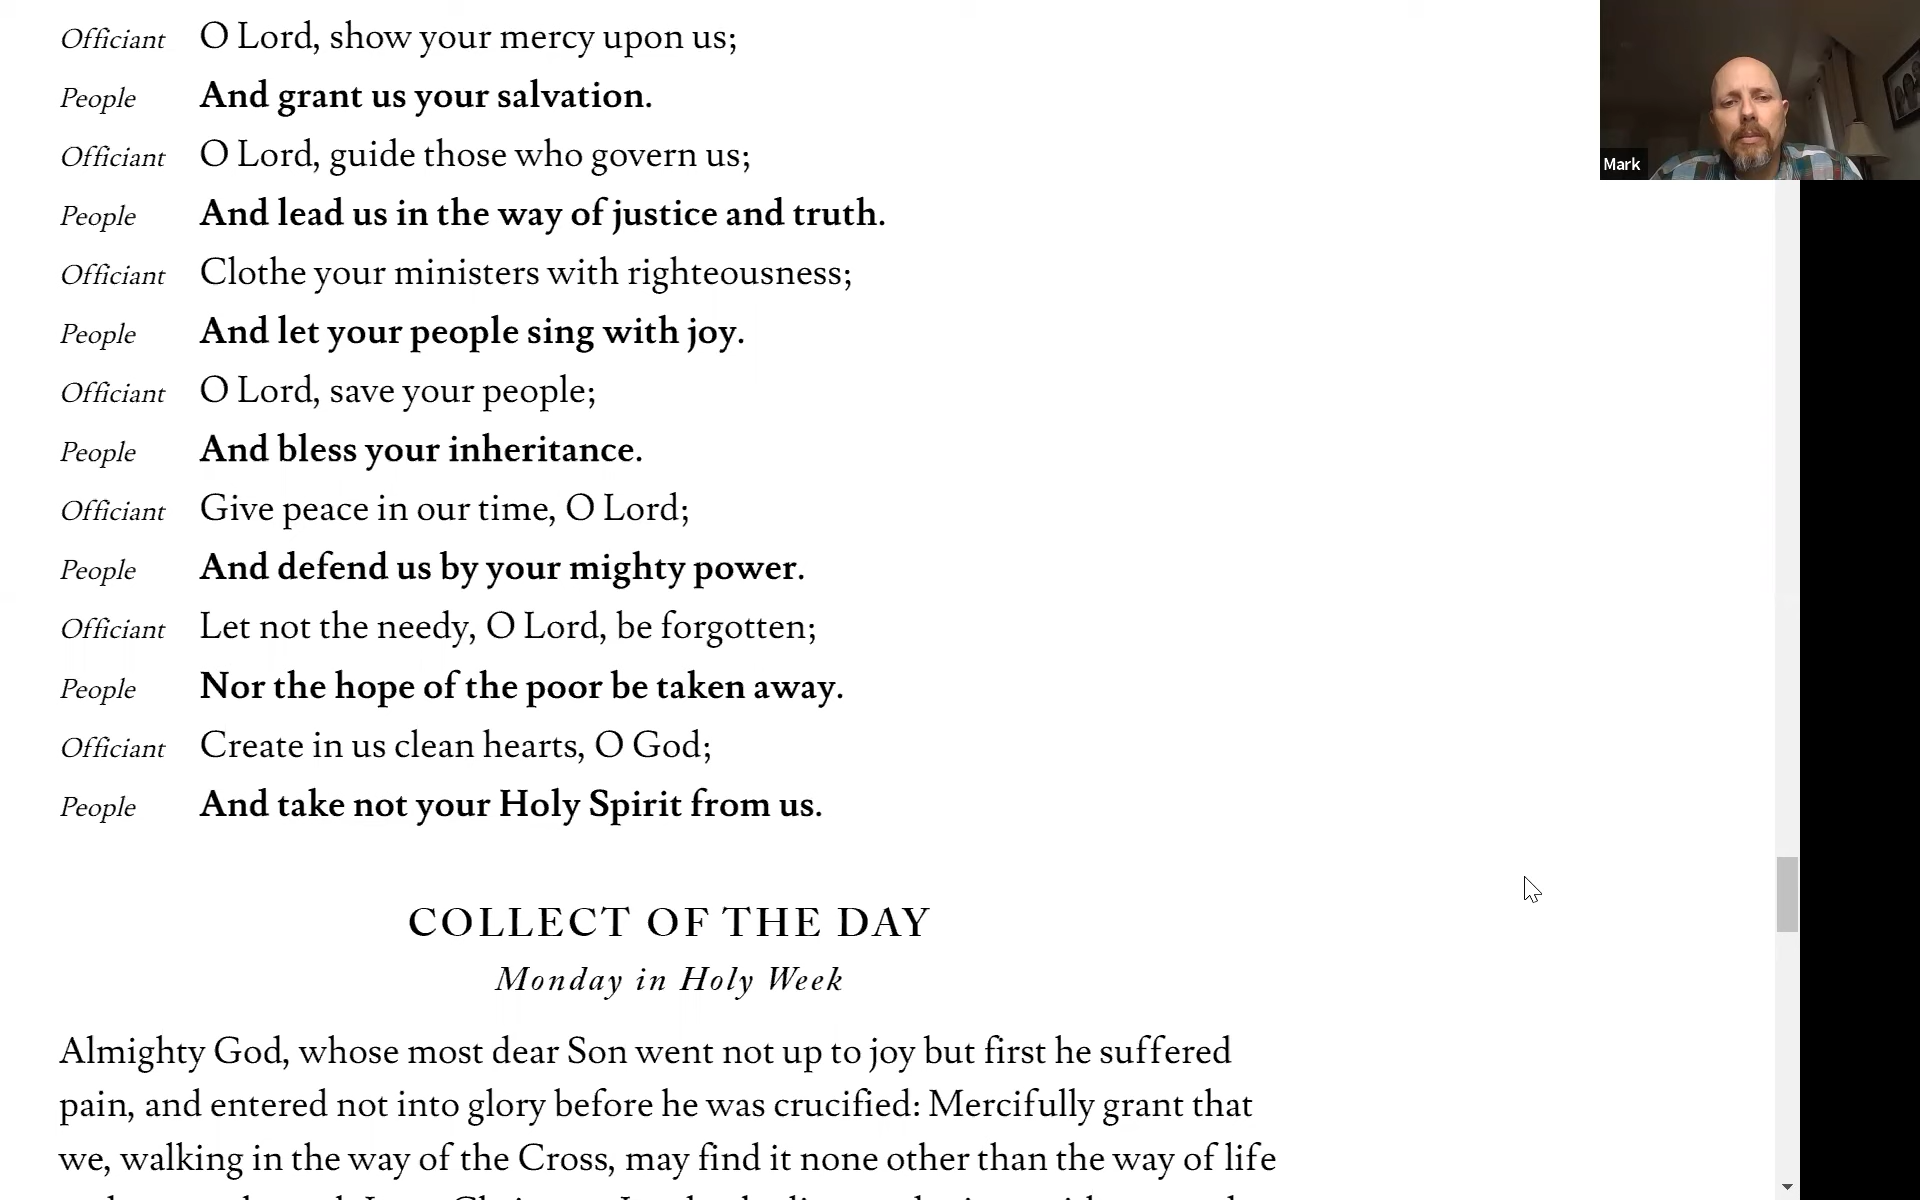 Officiant O Lord, show your mercy upon us;
People And grant us your salvation.
Officiant O Lord, guide those who govern us;
People And lead us in the way of justice and truth.
Officiant Clothe your ministers with righteousness;
People And let your people sing with joy.
Officiant O Lord, save your people;
People And bless your inheritance.
Officiant Give peace in our time, O Lord;
People And defend us by your mighty power.
Officiant Let not the needy, O Lord, be forgotten;
People Nor the hope of the poor be taken away.
Officiant Create in us clean hearts, O God;
People And take not your Holy Spirit from us.
COLLECT OF THE DAY
Monday in Holy Week
Almighty God, whose most dear Son went not up to joy but first he suffered
pain, and entered not into glory before he was crucified: Mercifully grant that
we, walking in the way of the Cross, may find it none other than the way of life
Mark